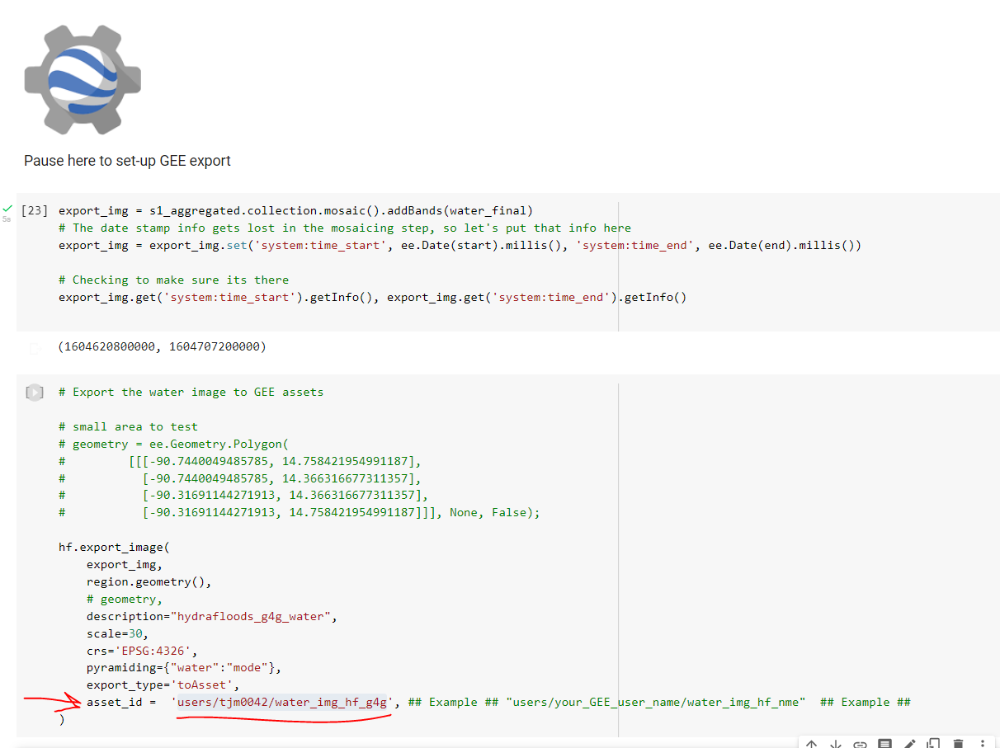 Pause here to set-up GEE export
[23] export_img = s1_aggregated.collection.mosaic().addBands(water_final)
5s
# The date stamp info gets lost in the mosaicing step, so let's put that info here
export_img = export_img.set('system:time_start', ee.Date(start).millis(), 'system:time_end', ee.Date(end).millis())
# Checking to make sure its there
export_img.get('system:time_start').getInfo(), export_img.get('system:time_end').getInfo()
(1604620800000, 1604707200000)
[ ] # Export the water image to GEE assets
# small area to test
# geometry = ee.Geometry.Polygon(
#         [[[-90.7440049485785, 14.758421954991187],
#           [-90.7440049485785, 14.366316677311357],
#           [-90.31691144271913, 14.366316677311357],
#           [-90.31691144271913, 14.758421954991187]]], None, False);
hf.export_image(
    export_img,
    region.geometry(),
    # geometry,
    description="hydrafloods_g4g_water",
    scale=30,
    crs='EPSG:4326',
    pyramiding={"water":"mode"},
    export_type='toAsset',
    asset_id =  'users/tjm0042/water_img_hf_g4g', ## Example ## "users/your_GEE_user_name/water_img_hf_nme"  ## Example ##
)